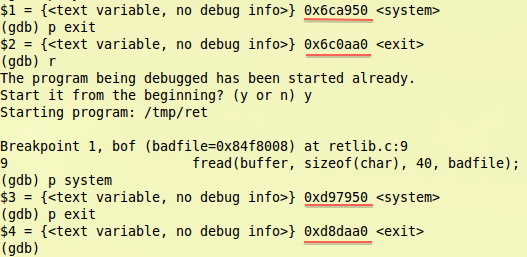 $1 = {<text variable, no debug info>} 0x6ca950 <system>
(gdb) p exit
$2 = {<text variable, no debug info>} 0x6c0aa0 <exit>
(gdb) r
The program being debugged has been started already.
Start it from the beginning? (y or n) y
Starting program: /tmp/ret
Breakpoint 1, bof (badfile=0x84f8008) at retlib.c:9
9 fread(buffer, sizeof(char), 40, badfile);
(gdb) p system
$3 = {<text variable, no debug info>} 0xd97950 <system>
(gdb) p exit
$4 = {<text variable, no debug info>} 0xd8daa0 <exit>
(gdb)